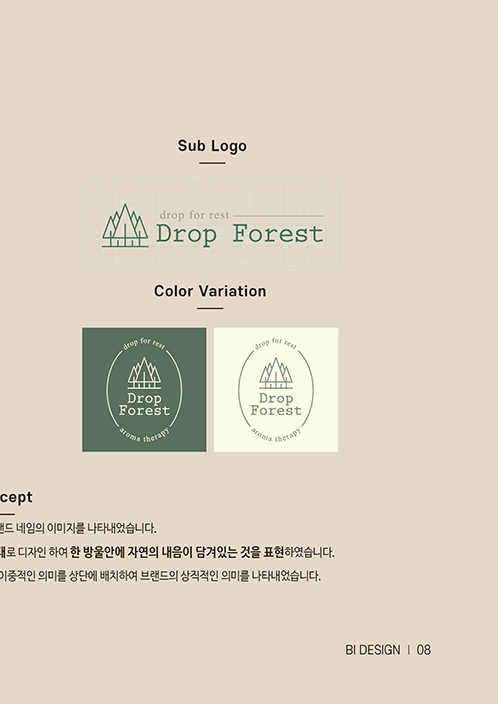 Sub Logo
drop for rest
Drop Forest
Color Variation
drop for rest
Drop
Forest
aroma therapy
drop for rest
Drop
Forest
aroma therapy
cept
드 네임의 이미지를 나타내었습니다.
로 디자인 하여 한 방울안에 자연의 내음이 담겨있는 것을 표현하였습니다.
이중적인 의미를 상단에 배치하여 브랜드의 상직적인 의미를 나타내었습니다.
BI DESIGN | 08